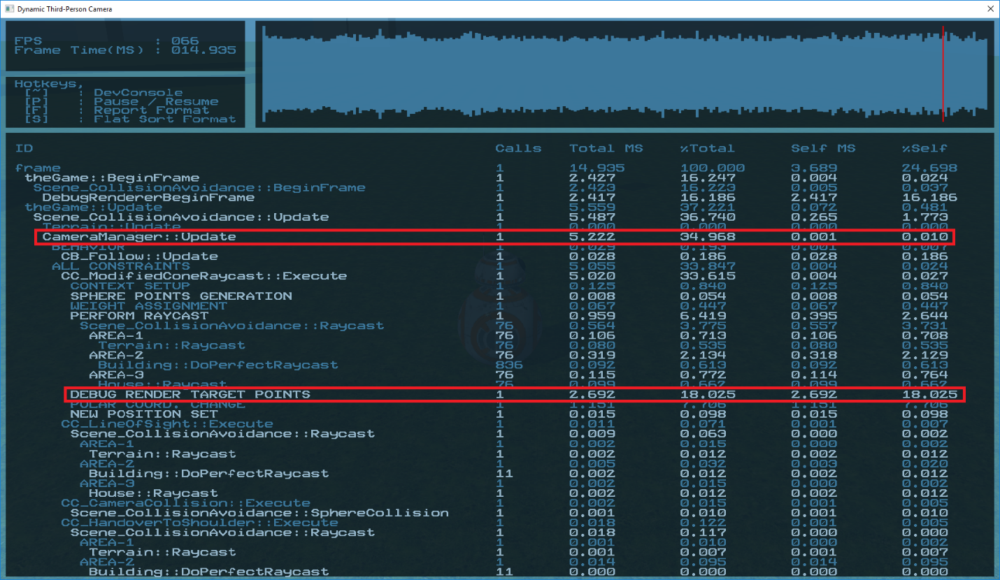 Dynamic Third-Person Camera
FPS : 066
Frame Time(MS) : 014.935
Hotkeys,
[~] : DevConsole
[P] : Pause / Resume
[F] : Report Format
[S] : Flat Sort Format
ID Calls Total MS %Total Self MS %Self
frame 1 14.935 100.000 3.689 24.698
theGame::BeginFrame 1 2.427 16.247 0.004 0.024
Scene_CollisionAvoidance::BeginFrame 1 2.423 16.223 0.005 0.037
DebugRendererBeginFrame 1 2.417 16.186 2.417 16.186
theGame::Update 1 5.559 37.221 0.072 0.481
Scene_CollisionAvoidance::Update 1 5.487 36.740 0.265 1.773
Terrain::Update 1 0.000 0.000 0.000 0.000
CameraManager::Update 1 5.222 34.968 0.001 0.010
BEHAVIOR 1 0.029 0.193 0.001 0.007
CB_Follow::Update 1 0.028 0.186 0.028 0.186
ALL CONSTRAINTS 1 5.055 33.847 0.004 0.024
CC_ModifiedConeRaycast::Execute 1 5.020 33.615 0.004 0.027
CONTEXT SETUP 1 0.125 0.840 0.125 0.840
SPHERE POINTS GENERATION 1 0.008 0.054 0.008 0.054
WEIGHT ASSIGNMENT 1 0.067 0.447 0.067 0.447
PERFORM RAYCAST 1 0.959 6.419 0.395 2.644
Scene_CollisionAvoidance::Raycast 76 0.564 3.775 0.557 3.731
AREA-1 76 0.106 0.713 0.106 0.708
Terrain::Raycast 76 0.080 0.535 0.080 0.535
AREA-2 76 0.319 2.134 0.318 2.129
Building::DoPerfectRaycast 836 0.092 0.613 0.092 0.613
AREA-3 76 0.115 0.772 0.114 0.764
House::Raycast 76 0.099 0.662 0.099 0.662
DEBUG RENDER TARGET POINTS 1 2.692 18.025 2.692 18.025
POLAR COORD. CHANGE 1 1.151 7.706 1.151 7.706
NEW POSITION SET 1 0.015 0.098 0.015 0.098
CC_LineOfSight::Execute 1 0.011 0.071 0.001 0.007
Scene_CollisionAvoidance::Raycast 1 0.009 0.063 0.000 0.002
AREA-1 1 0.002 0.015 0.000 0.002
Terrain::Raycast 1 0.002 0.012 0.002 0.012
AREA-2 1 0.005 0.032 0.003 0.020
Building::DoPerfectRaycast 11 0.002 0.012 0.002 0.012
AREA-3 1 0.002 0.015 0.000 0.002
House::Raycast 1 0.002 0.012 0.002 0.012
CC_CameraCollision::Execute 1 0.002 0.015 0.001 0.005
Scene_CollisionAvoidance::SphereCollision 1 0.001 0.010 0.001 0.010
CC_HandoverToShoulder::Execute 1 0.018 0.122 0.001 0.005
Scene_CollisionAvoidance::Raycast 1 0.018 0.117 0.000 0.000
AREA-1 1 0.001 0.010 0.000 0.002
Terrain::Raycast 1 0.001 0.007 0.001 0.007
AREA-2 1 0.014 0.095 0.014 0.095
Building::DoPerfectRaycast 11 0.000 0.000 0.000 0.000